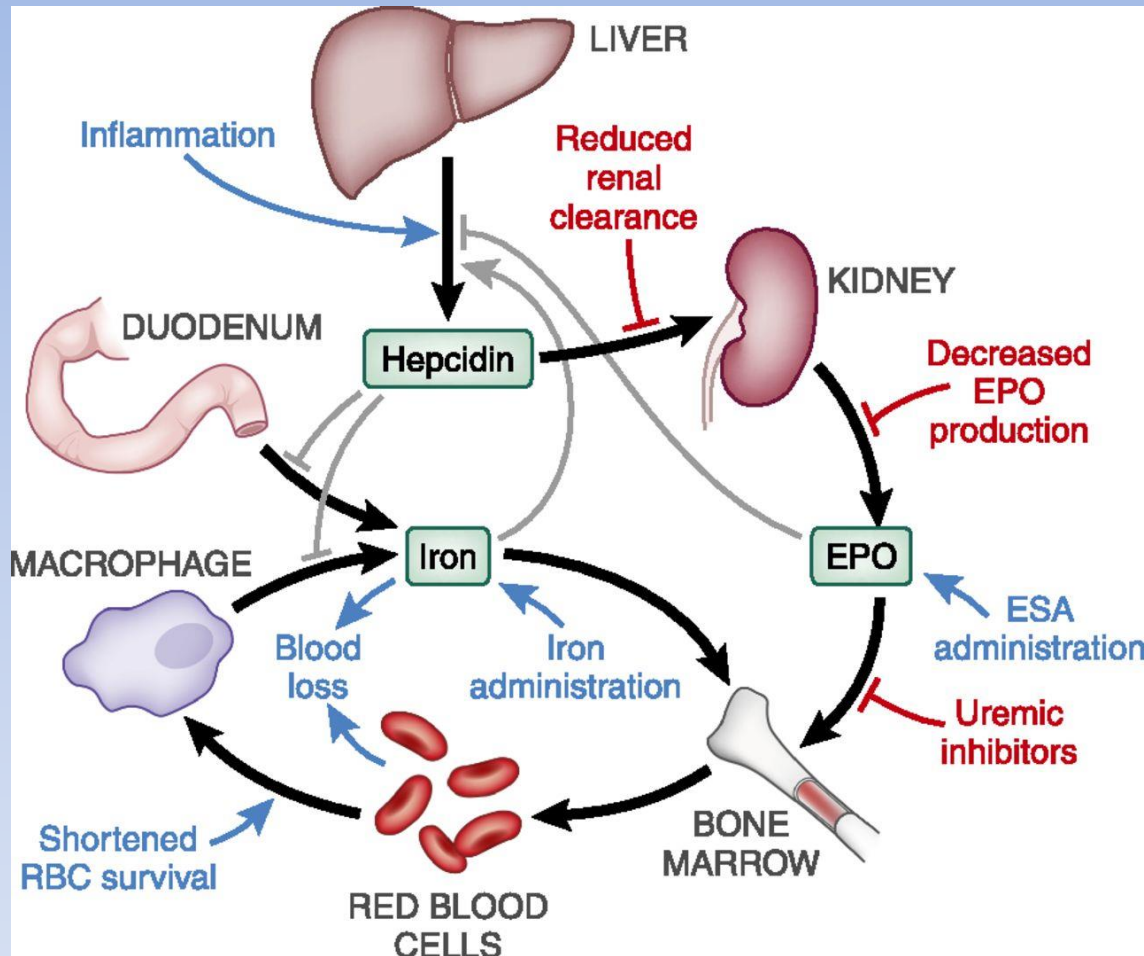 LIVER
Inflammation
Reduced
renal
clearance
KIDNEY
DUODENUM
Hepcidin
Decreased
EPO
production
MACROPHAGE
Iron
EPO
Blood
loss
Iron
administration
ESA
administration
Uremic
inhibitors
BONE
MARROW
Shortened
RBC survival
RED BLOOD
CELLS